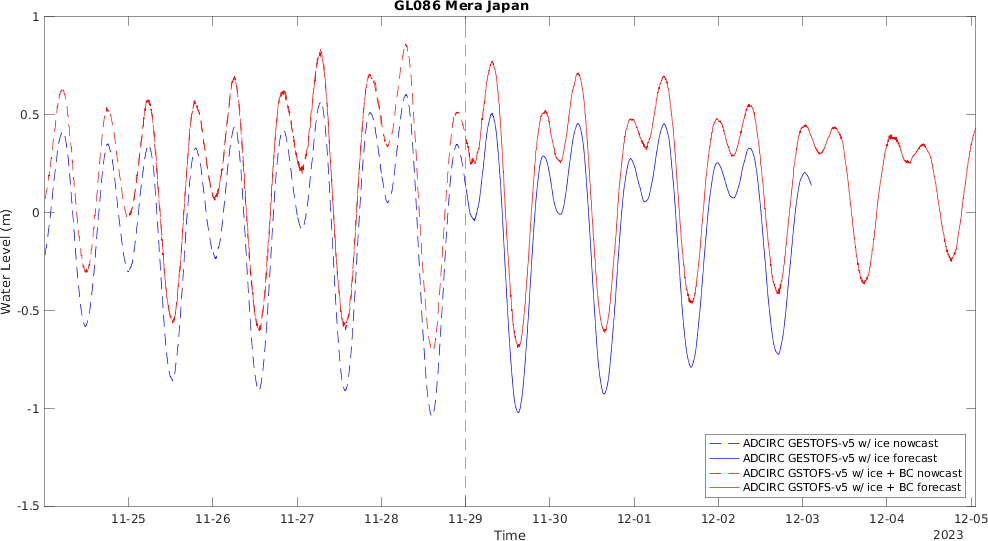 GL086 Mera Japan
1
0.5
0
-0.5
-1
-1.5
Water Level (m)
ADCIRC GESTOFS-v5 w/ ice nowcast
ADCIRC GESTOFS-v5 w/ ice forecast
ADCIRC GSTOFS-v5 w/ ice + BC nowcast
ADCIRC GSTOFS-v5 w/ ice + BC forecast
11-25 11-26 11-27 11-28 11-29 11-30 12-01 12-02 12-03 12-04 12-05
Time
2023